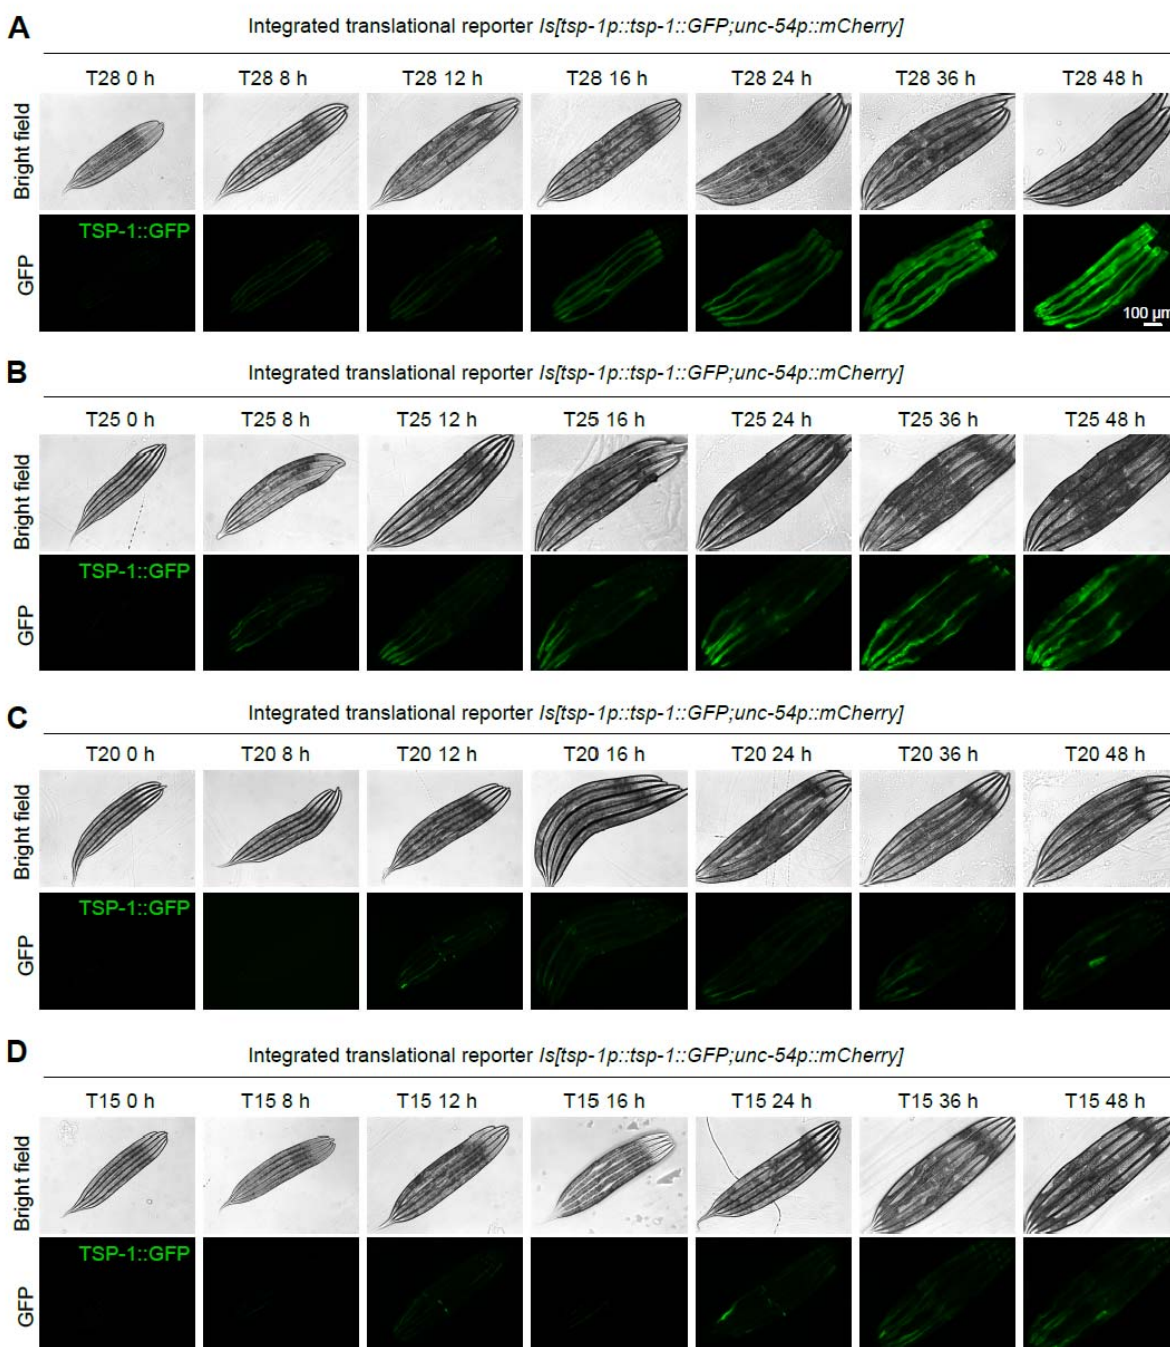 A
Integrated translational reporter Is[tsp-1p::tsp-1::GFP;unc-54p::mCherry]
T28 0 h T28 8 h T28 12 h T28 16 h T28 24 h T28 36 h T28 48 h
Bright field
TSP-1::GFP
GFP
100 µm
B
Integrated translational reporter Is[tsp-1p::tsp-1::GFP;unc-54p::mCherry]
T25 0 h T25 8 h T25 12 h T25 16 h T25 24 h T25 36 h T25 48 h
Bright field
TSP-1::GFP
GFP
C
Integrated translational reporter Is[tsp-1p::tsp-1::GFP;unc-54p::mCherry]
T20 0 h T20 8 h T20 12 h T20 16 h T20 24 h T20 36 h T20 48 h
Bright field
TSP-1::GFP
GFP
D
Integrated translational reporter Is[tsp-1p::tsp-1::GFP;unc-54p::mCherry]
T15 0 h T15 8 h T15 12 h T15 16 h T15 24 h T15 36 h T15 48 h
Bright field
TSP-1::GFP
GFP